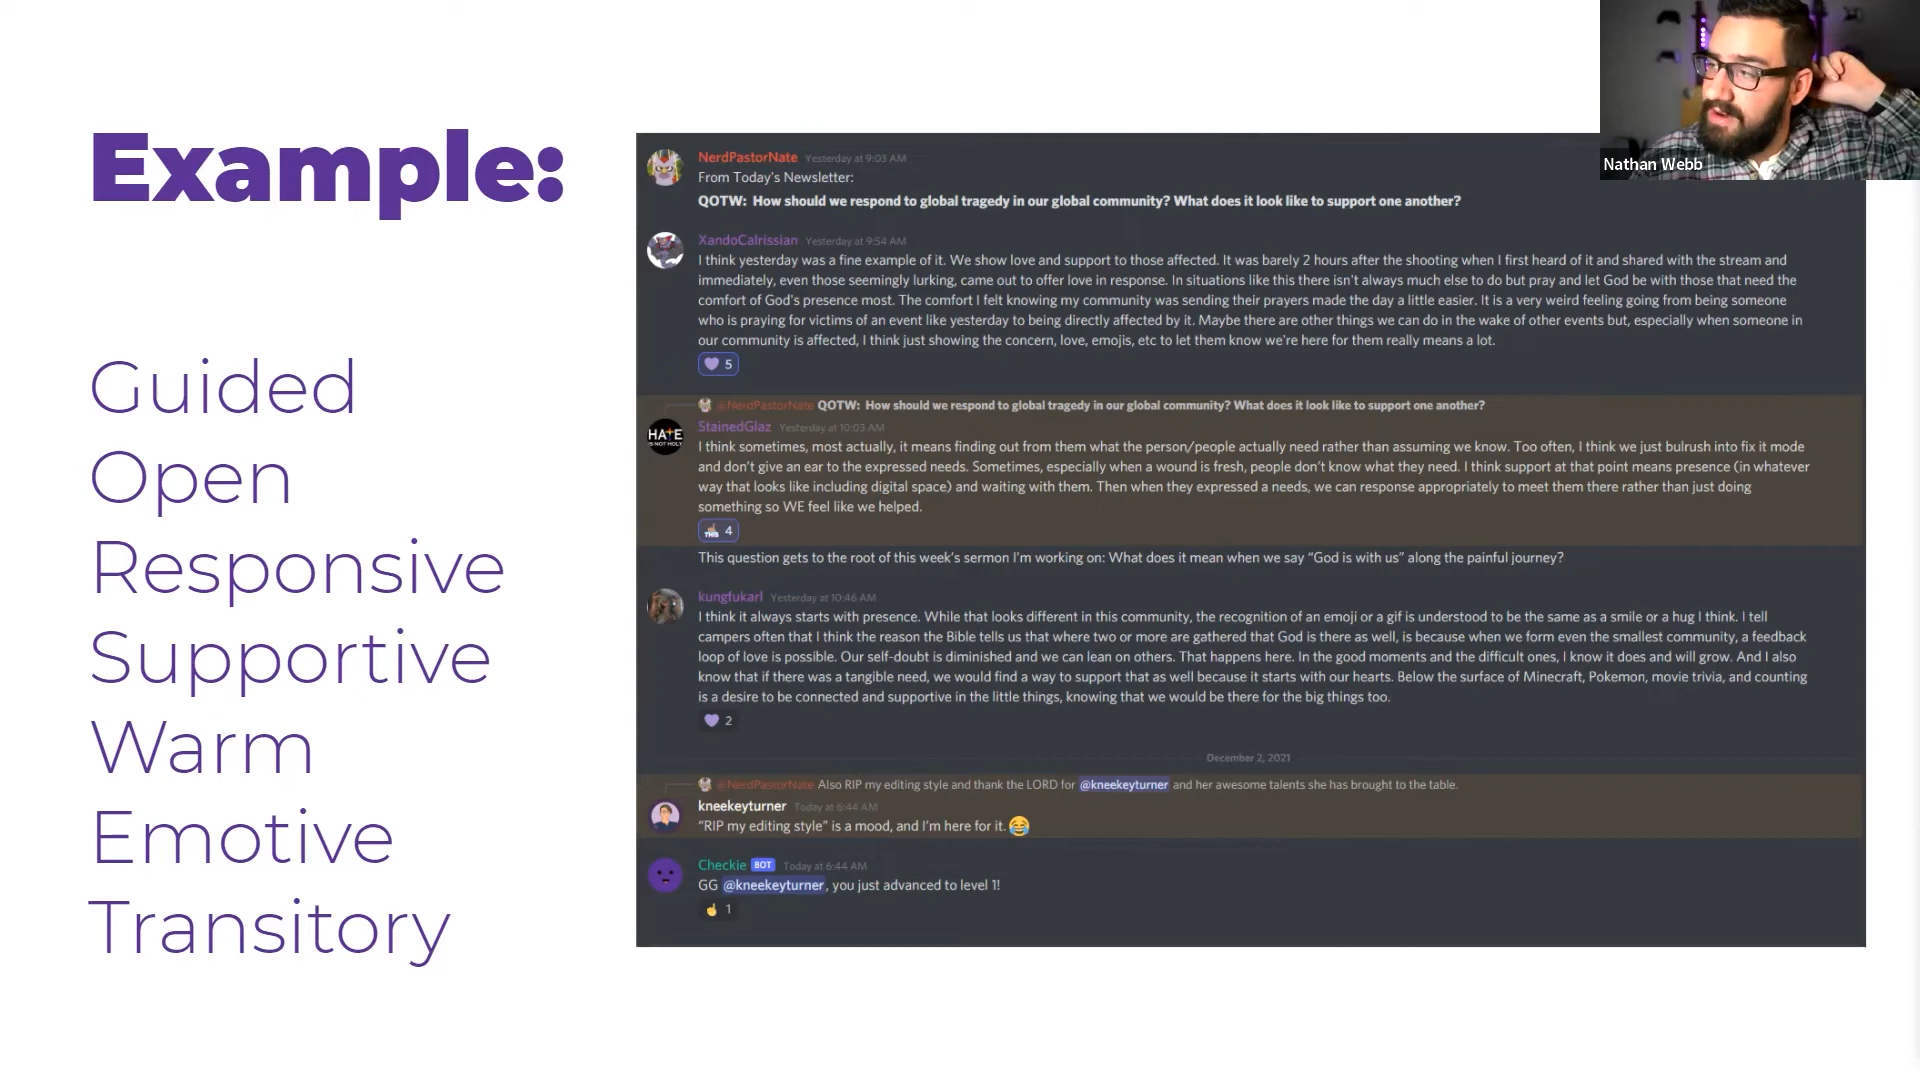 Example:
Guided
Open
Responsive
Supportive
Warm
Emotive
Transitory
NerdPastorNate Yesterday at 9:03 AM
From Today's Newsletter:
QOTW: How should we respond to global tragedy in our global community? What does it look like to support one another?
XandoCalrissian Yesterday at 9:54 AM
I think yesterday was a fine example of it. We show love and support to those affected. It was barely 2 hours after the shooting when I first heard of it and shared with the stream and
immediately, even those seemingly lurking, came out to offer love in response. In situations like this there isn't always much else to do but pray and let God be with those that need the
comfort of God's presence most. The comfort I felt knowing my community was sending their prayers made the day a little easier. It is a very weird feeling going from being someone
who is praying for victims of an event like yesterday to being directly affected by it. Maybe there are other things we can do in the wake of other events but, especially when someone in
our community is affected, I think just showing the concern, love, emojis, etc to let them know we're here for them really means a lot.
5
@NerdPastorNate QOTW: How should we respond to global tragedy in our global community? What does it look like to support one another?
HATE
IS NOT HOLY
StainedGlaz Yesterday at 10:03 AM
I think sometimes, most actually, it means finding out from them what the person/people actually need rather than assuming we know. Too often, I think we just bulrush into fix it mode
and don't give an ear to the expressed needs. Sometimes, especially when a wound is fresh, people don't know what they need. I think support at that point means presence (in whatever
way that looks like including digital space) and waiting with them. Then when they expressed a needs, we can response appropriately to meet them there rather than just doing
something so WE feel like we helped.
THIS 4
This question gets to the root of this week's sermon I'm working on: What does it mean when we say “God is with us” along the painful journey?
kungfukarl Yesterday at 10:46 AM
I think it always starts with presence. While that looks different in this community, the recognition of an emoji or a gif is understood to be the same as a smile or a hug I think. I tell
campers often that I think the reason the Bible tells us that where two or more are gathered that God is there as well, is because when we form even the smallest community, a feedback
loop of love is possible. Our self-doubt is diminished and we can lean on others. That happens here. In the good moments and the difficult ones, I know it does and will grow. And I also
know that if there was a tangible need, we would find a way to support that as well because it starts with our hearts. Below the surface of Minecraft, Pokemon, movie trivia, and counting
is a desire to be connected and supportive in the little things, knowing that we would be there for the big things too.
2
December 2, 2021
@NerdPastorNate Also RIP my editing style and thank the LORD for @kneekeyturner and her awesome talents she has brought to the table.
kneekeyturner Today at 6:44 AM
“RIP my editing style” is a mood, and I'm here for it. 😂
Checkie BOT Today at 6:44 AM
GG @kneekeyturner, you just advanced to level 1!
1
Nathan Webb